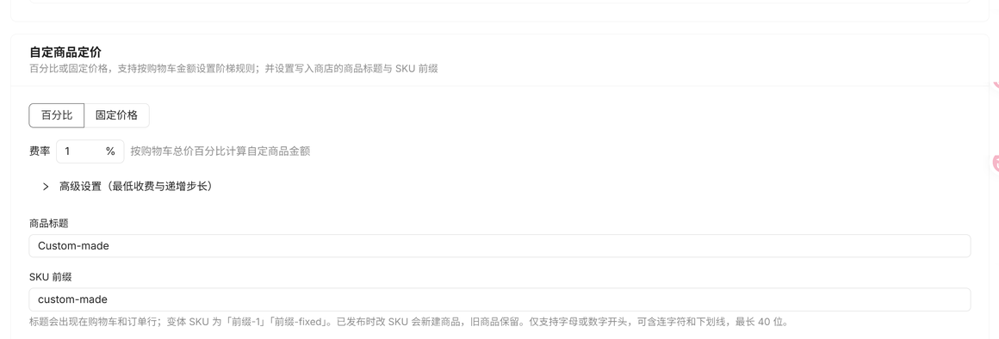 自定商品定价
百分比或固定价格，支持按购物车金额设置阶梯规则；并设置写入商店的商品标题与 SKU 前缀
百分比 固定价格
费率 1 % 按购物车总价百分比计算自定商品金额
高级设置（最低收费与递增步长）
商品标题
Custom-made
SKU 前缀
custom-made
标题会出现在购物车和订单行；变体 SKU 为「前缀-1」「前缀-fixed」。已发布时改 SKU 会新建商品，旧商品保留。仅支持字母或数字开头，可含连字符和下划线，最长 40 位。